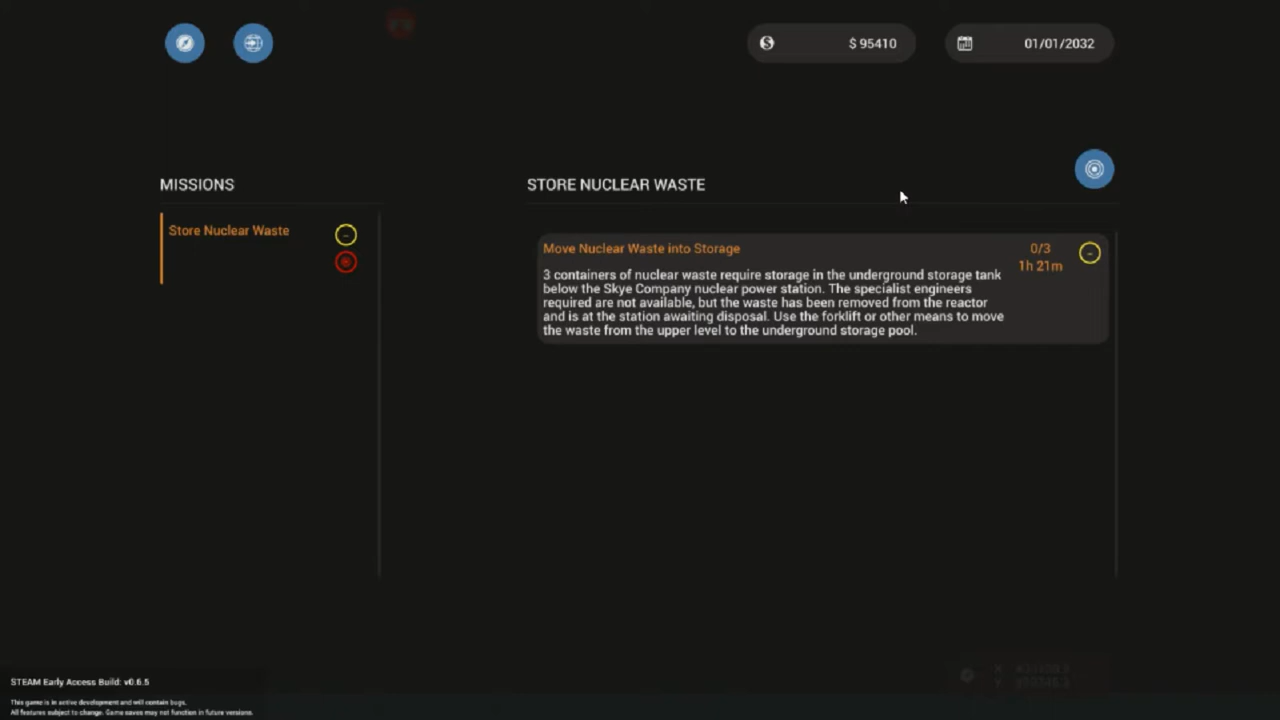 $ 95410
01/01/2032
MISSIONS
STORE NUCLEAR WASTE
Store Nuclear Waste
Move Nuclear Waste into Storage
0/3
1h 21m
3 containers of nuclear waste require storage in the underground storage tank
below the Skye Company nuclear power station. The specialist engineers
required are not available, but the waste has been removed from the reactor
and is at the station awaiting disposal. Use the forklift or other means to move
the waste from the upper level to the underground storage pool.
STEAM Early Access Build: v0.6.5
This game is in active development and will contain bugs.
All features subject to change. Game saves may not function in future versions.
X
Y